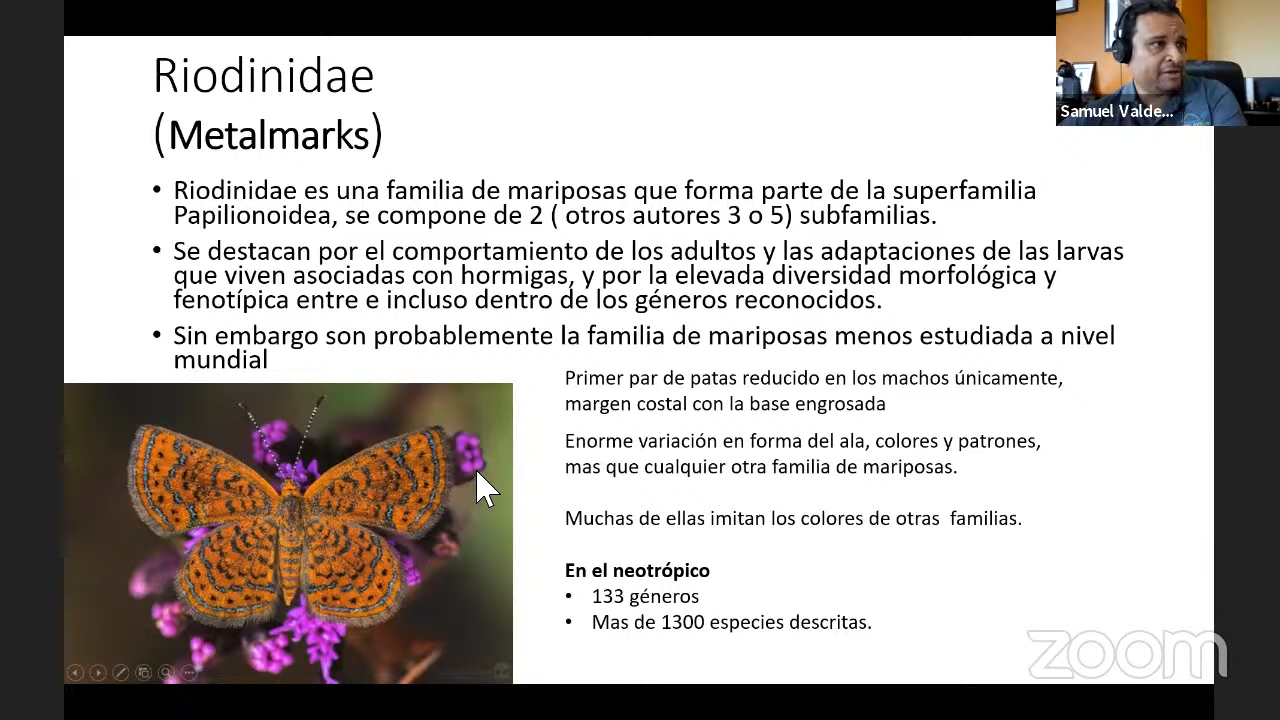 Riodinidae
(Metalmarks)
Samuel Valde...
• Riodinidae es una familia de mariposas que forma parte de la superfamilia
Papilionoidea, se compone de 2 ( otros autores 3 o 5) subfamilias.
• Se destacan por el comportamiento de los adultos y las adaptaciones de las larvas
que viven asociadas con hormigas, y por la elevada diversidad morfológica y
fenotípica entre e incluso dentro de los géneros reconocidos.
• Sin embargo son probablemente la familia de mariposas menos estudiada a nivel
mundial
Primer par de patas reducido en los machos únicamente,
margen costal con la base engrosada
Enorme variación en forma del ala, colores y patrones,
mas que cualquier otra familia de mariposas.
Muchas de ellas imitan los colores de otras  familias.
En el neotrópico
• 133 géneros
• Mas de 1300 especies descritas.
zoom